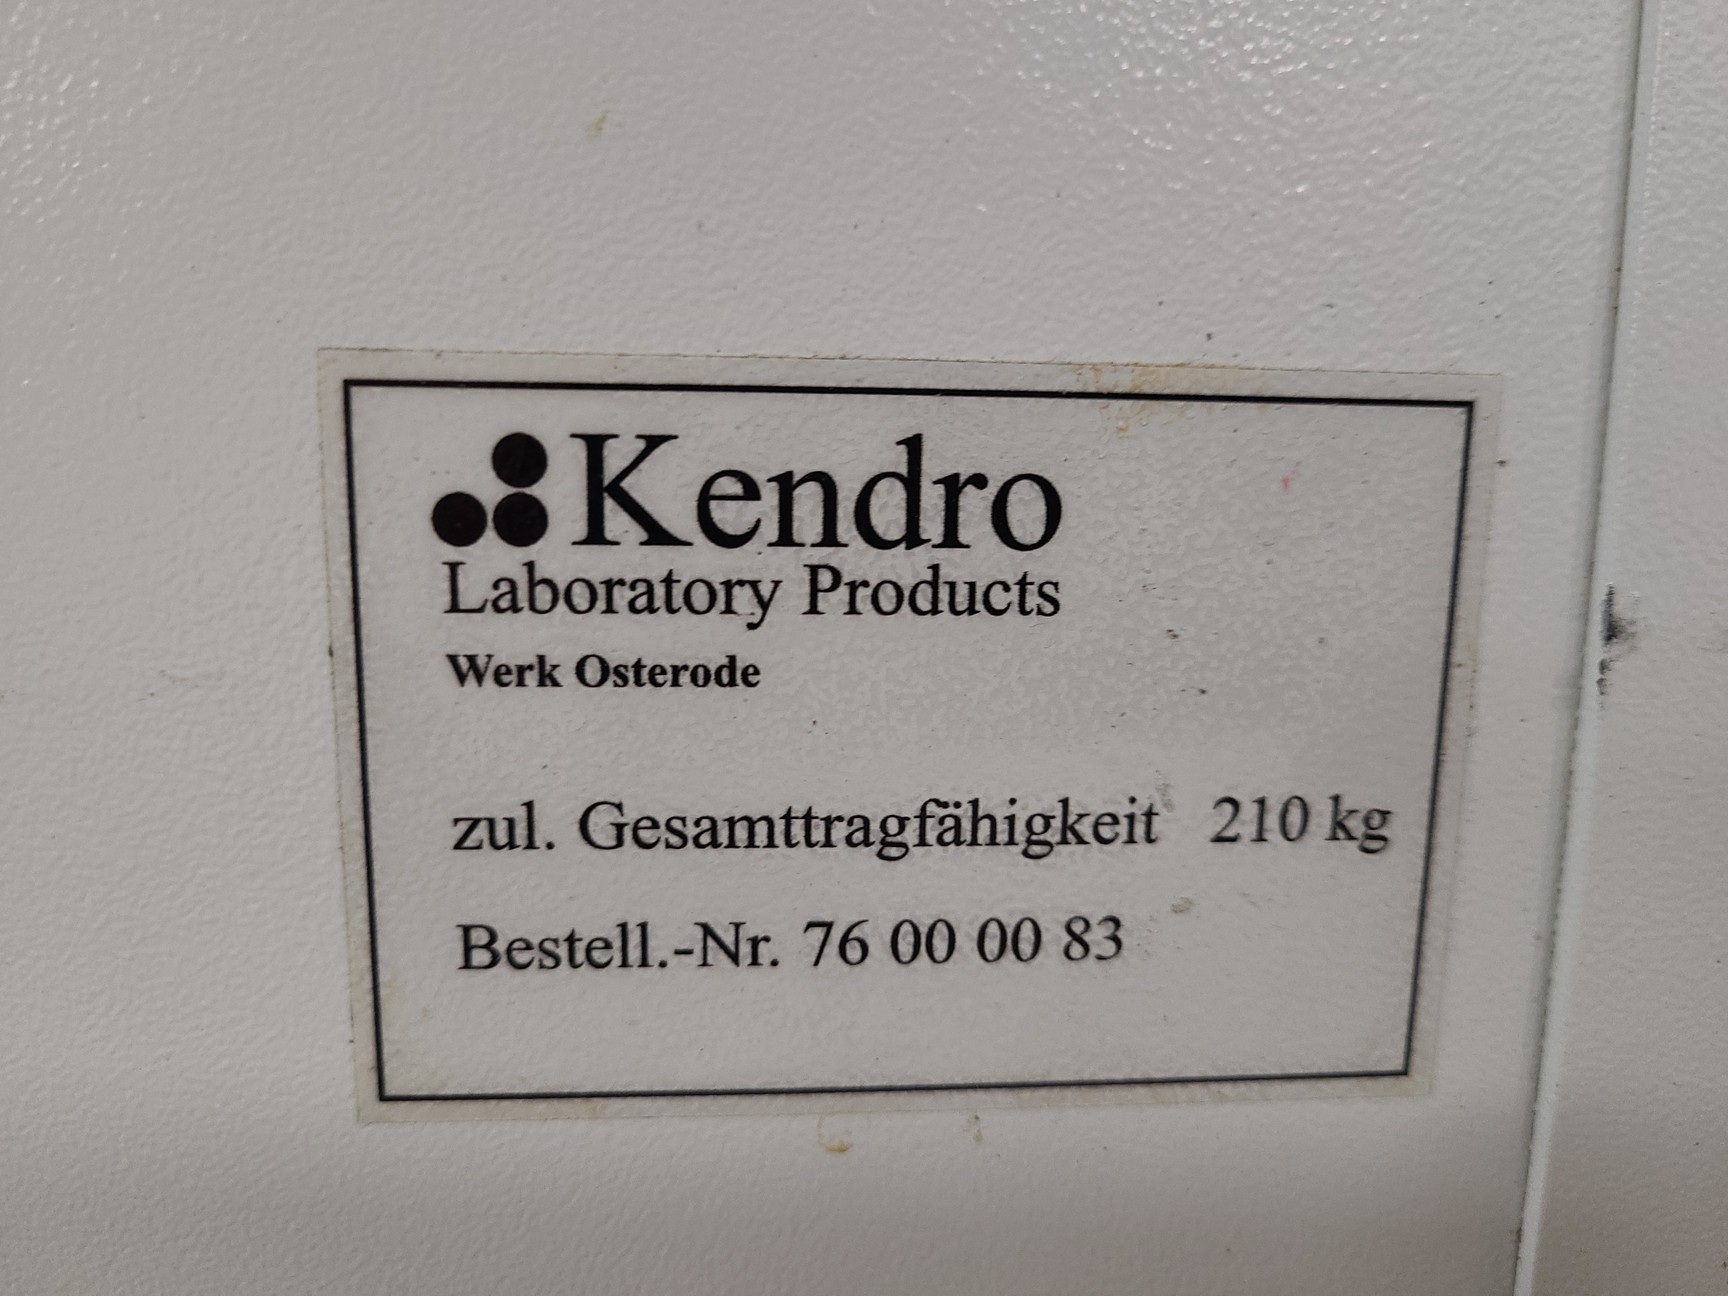 Kendro
Laboratory Products
Werk Osterode
zul. Gesamttragfähigkeit 210 kg
Bestell.-Nr. 76 00 00 83